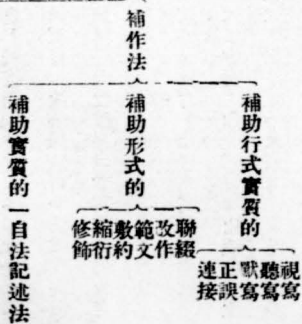 補作法
補助行式實質的
視寫
聽寫
默寫
正誤
連接
補助形式的
聯綴
改作
範文
敷約
縮衍
修飾
補助實質的
自法記述法